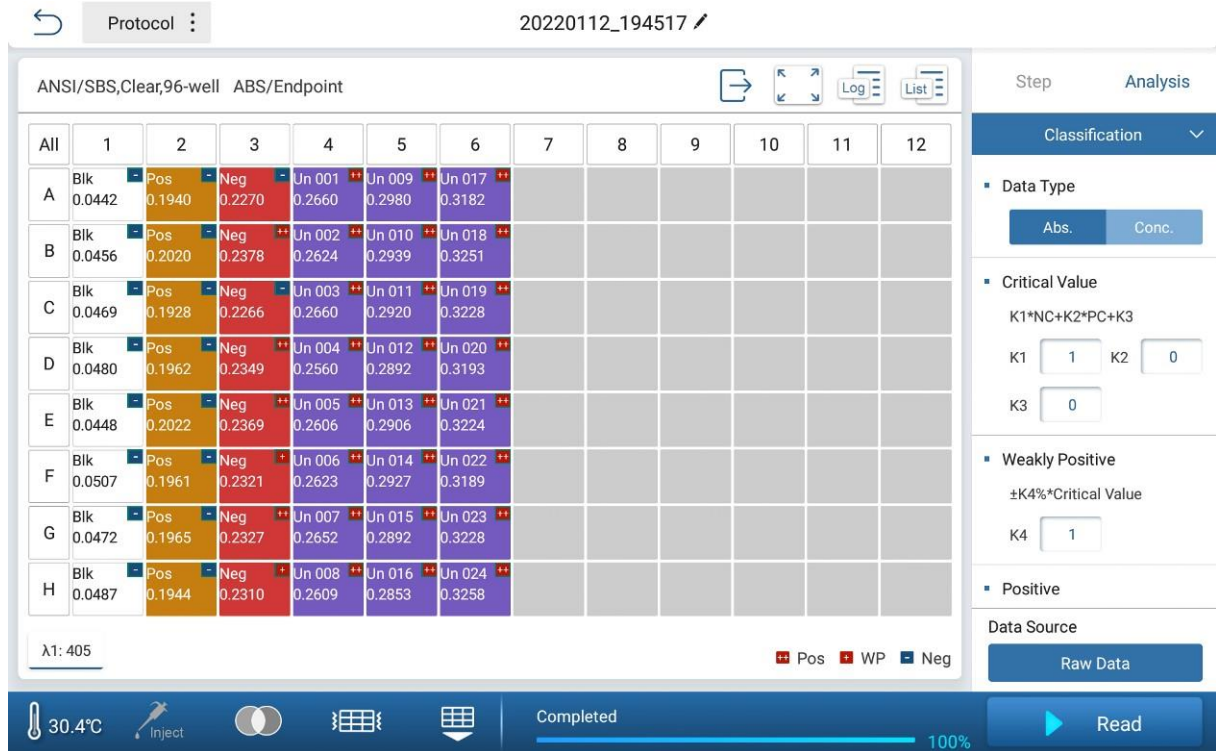 Protocol
20220112_194517
ANSI/SBS,Clear,96-well ABS/Endpoint
Log
List
Step Analysis
All 1 2 3 4 5 6 7 8 9 10 11 12
A
Blk - Pos - Neg - Un 001 ++ Un 009 ++ Un 017 ++
0.0442 0.1940 0.2270 0.2660 0.2980 0.3182
B
Blk - Pos - Neg ++ Un 002 ++ Un 010 ++ Un 018 ++
0.0456 0.2020 0.2378 0.2624 0.2939 0.3251
C
Blk - Pos - Neg - Un 003 ++ Un 011 ++ Un 019 ++
0.0469 0.1928 0.2266 0.2660 0.2920 0.3228
D
Blk - Pos - Neg ++ Un 004 ++ Un 012 ++ Un 020 ++
0.0480 0.1962 0.2349 0.2560 0.2892 0.3193
E
Blk - Pos - Neg ++ Un 005 ++ Un 013 ++ Un 021 ++
0.0448 0.2022 0.2369 0.2606 0.2906 0.3224
F
Blk - Pos - Neg + Un 006 ++ Un 014 ++ Un 022 ++
0.0507 0.1961 0.2321 0.2623 0.2927 0.3189
G
Blk - Pos - Neg ++ Un 007 ++ Un 015 ++ Un 023 ++
0.0472 0.1965 0.2327 0.2652 0.2892 0.3228
H
Blk - Pos - Neg + Un 008 ++ Un 016 ++ Un 024 ++
0.0487 0.1944 0.2310 0.2609 0.2853 0.3258
λ1: 405
++ Pos + WP - Neg
Classification
Data Type
Abs. Conc.
Critical Value
K1*NC+K2*PC+K3
K1 1 K2 0
K3 0
Weakly Positive
±K4%*Critical Value
K4 1
Positive
Data Source
Raw Data
30.4℃
Inject
Completed
100%
Read